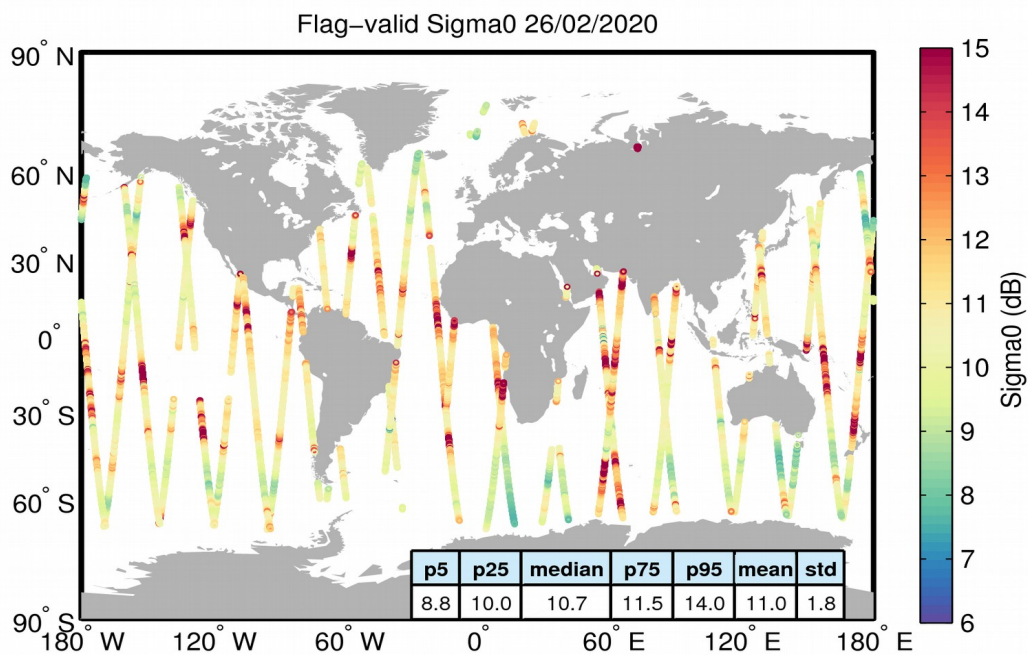 Flag−valid Sigma0 26/02/2020
90° N
60° N
30° N
0°
30° S
60° S
90° S
180° W
120° W
60° W
0°
60° E
120° E
180° E
15
14
13
12
11
10
9
8
7
6
Sigma0 (dB)
p5 p25 median p75 p95 mean std
8.8 10.0 10.7 11.5 14.0 11.0 1.8